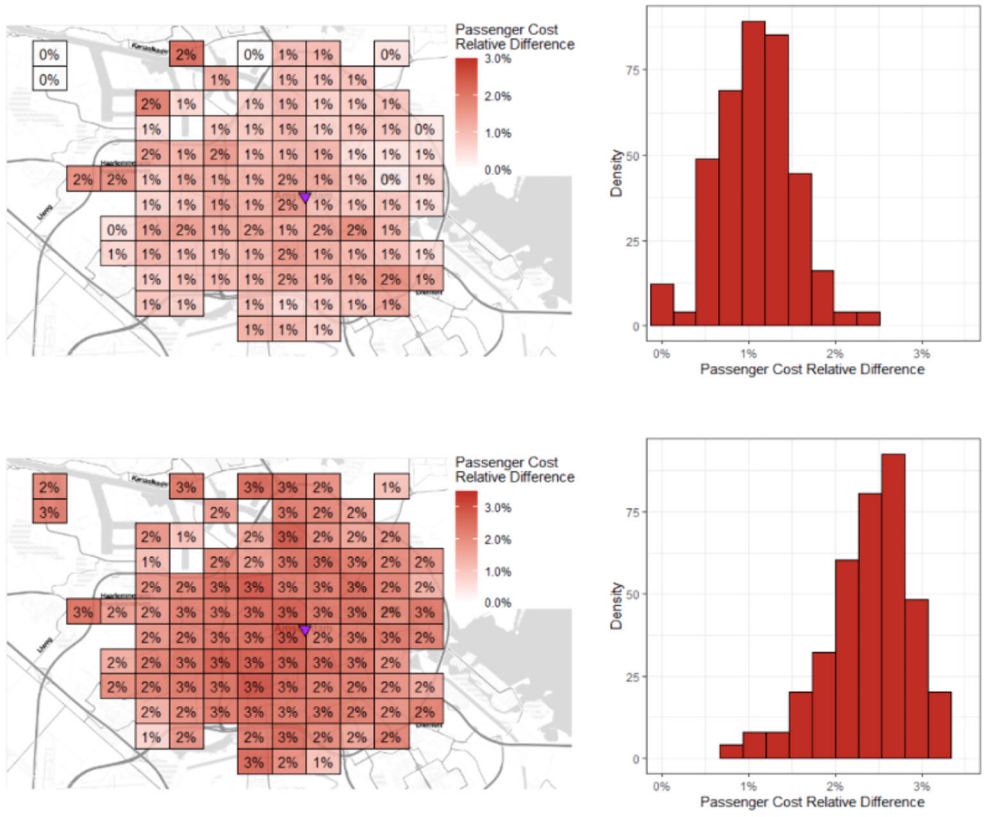 Passenger Cost
Relative Difference
3.0%
2.0%
1.0%
0.0%
0% 2% 0% 1% 1% 0%
0% 1% 1% 1% 1%
2% 1% 1% 1% 1% 1% 1%
1% 1% 1% 1% 1% 1% 1% 0%
2% 1% 2% 1% 1% 1% 1% 1% 1%
2% 2% 1% 1% 1% 1% 2% 1% 1% 0% 1%
1% 1% 1% 1% 2% 1% 1% 1% 1%
0% 1% 2% 1% 2% 1% 2% 2% 1%
1% 1% 1% 1% 1% 2% 1% 1% 1% 1%
1% 1% 1% 1% 2% 1% 1% 2% 1%
1% 1% 1% 1% 1% 1% 1%
1% 1% 1%
Density
75
50
25
0
0% 1% 2% 3%
Passenger Cost Relative Difference
Passenger Cost
Relative Difference
3.0%
2.0%
1.0%
0.0%
2% 3% 3% 3% 2% 1%
3% 2% 3% 2% 2%
2% 1% 2% 3% 2% 2% 2%
1% 2% 2% 3% 3% 3% 2% 2%
2% 2% 3% 3% 3% 3% 3% 2% 2%
3% 2% 2% 3% 3% 3% 3% 3% 3% 2% 3%
2% 2% 3% 3% 3% 2% 3% 3% 2%
2% 2% 3% 3% 3% 3% 3% 3% 2%
2% 2% 3% 3% 3% 3% 2% 2% 2% 2%
2% 2% 3% 3% 3% 3% 2% 2% 2%
1% 2% 2% 3% 2% 2% 2%
3% 2% 1%
Density
75
50
25
0
0% 1% 2% 3%
Passenger Cost Relative Difference